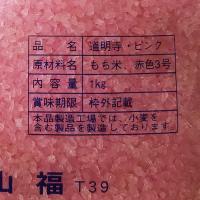 品名 道明寺・ピンク
原材料名 もち米、赤色3号
内容量 1kg
賞味期限 枠外記載
本品製造工場では、小麦を
含む製品を製造しております。
山福 T39